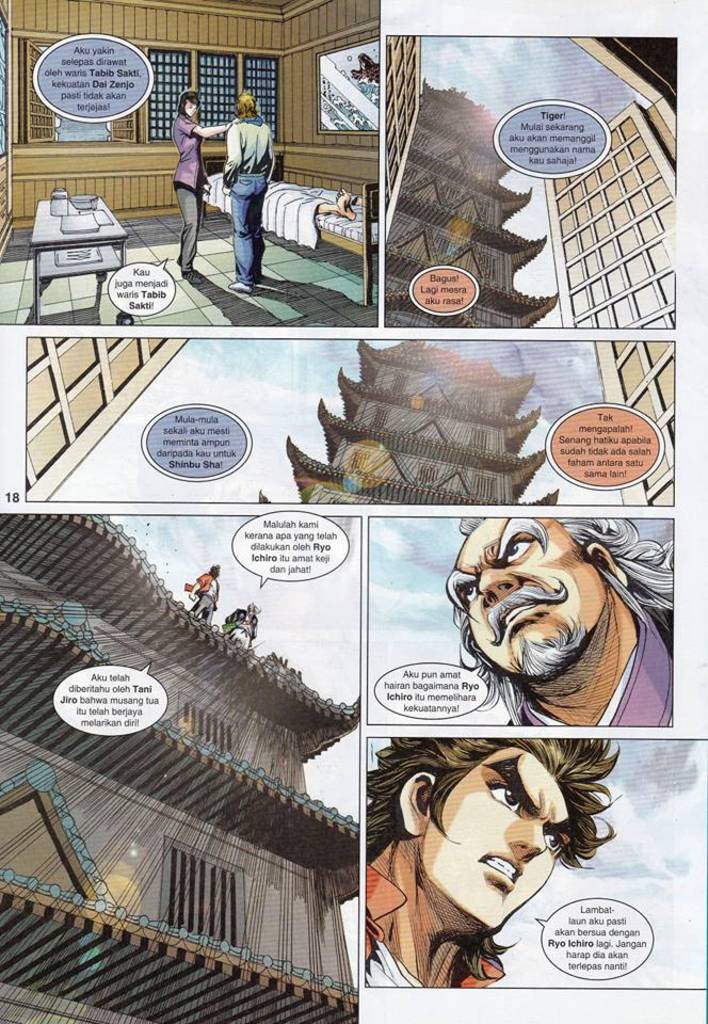 Aku yakin
selepas dirawat
oleh waris Tabib Sakti,
kekuatan Dai Zenjo
pasti tidak akan
terjejas!
Kau
juga menjadi
waris Tabib
Sakti!
Tiger!
Mulai sekarang
aku akan memanggil
menggunakan nama
kau sahaja!
Bagus!
Lagi mesra
aku rasa!
Mula-mula
sekali aku mesti
meminta ampun
daripada kau untuk
Shinbu Sha!
Tak
mengapalah!
Senang hatiku apabila
sudah tidak ada salah
faham antara satu
sama lain!
18
Malulah kami
kerana apa yang telah
dilakukan oleh Ryo
Ichiro itu amat keji
dan jahat!
Aku telah
diberitahu oleh Tani
Jiro bahwa musang tua
itu telah berjaya
melarikan diri!
Aku pun amat
hairan bagaimana Ryo
Ichiro itu memelihara
kekuatannya!
Lambat-
laun aku pasti
akan bersua dengan
Ryo Ichiro lagi. Jangan
harap dia akan
terlepas nanti!